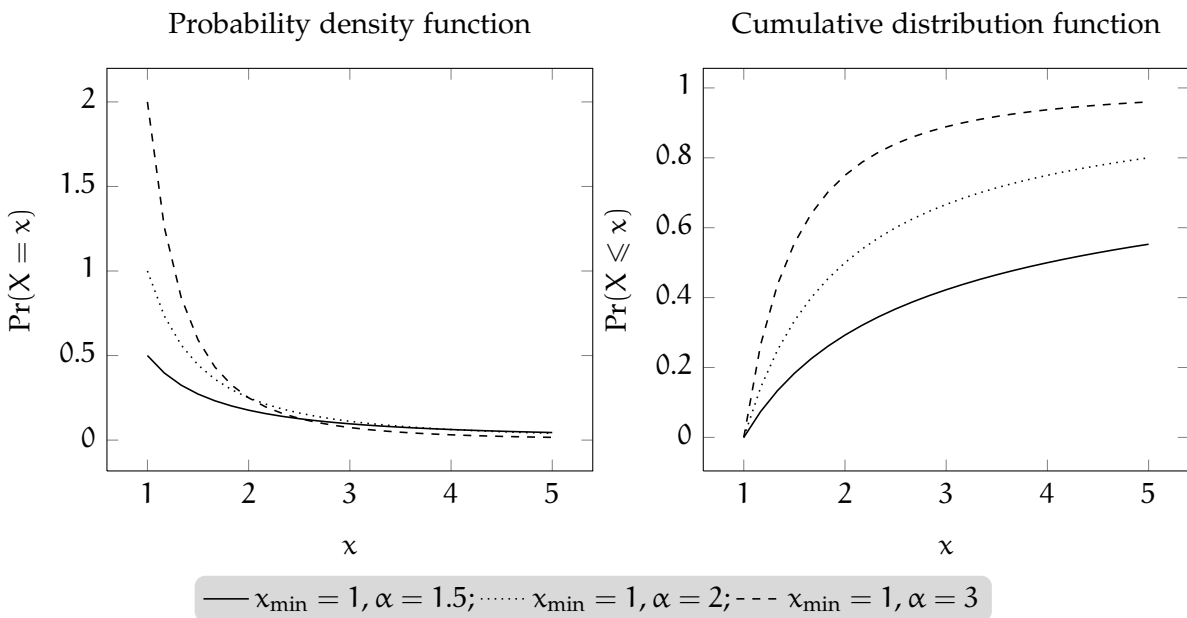 Probability density function
Pr(X = x)
2
1.5
1
0.5
0
1 2 3 4 5
x
Cumulative distribution function
Pr(X ⩽ x)
1
0.8
0.6
0.4
0.2
0
1 2 3 4 5
x
x_min = 1, α = 1.5; x_min = 1, α = 2; x_min = 1, α = 3